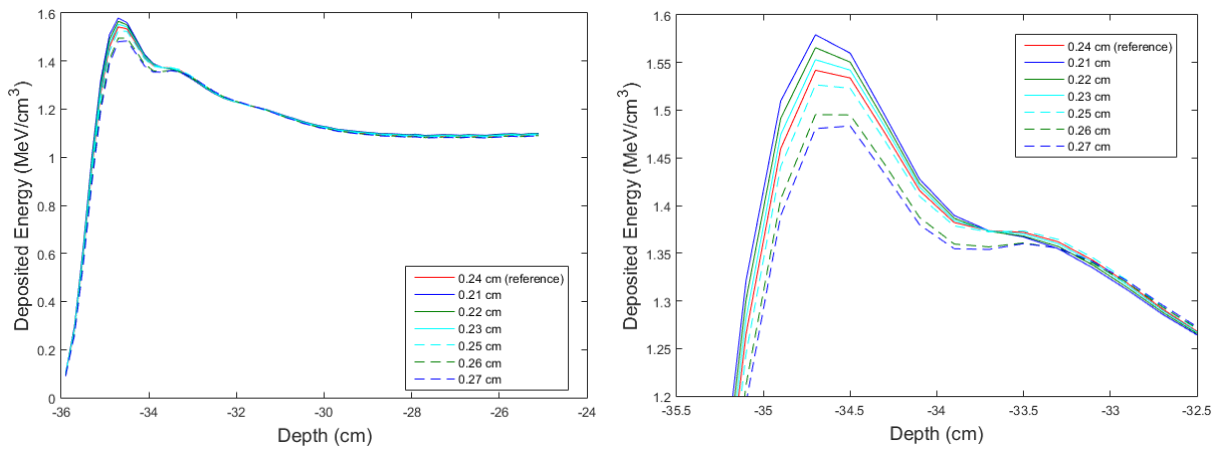 1.6
1.4
1.2
1
0.8
0.6
0.4
0.2
0
Deposited Energy (MeV/cm³)
0.24 cm (reference)
0.21 cm
0.22 cm
0.23 cm
0.25 cm
0.26 cm
0.27 cm
-36 -34 -32 -30 -28 -26 -24
Depth (cm)
1.6
1.55
1.5
1.45
1.4
1.35
1.3
1.25
1.2
Deposited Energy (MeV/cm³)
0.24 cm (reference)
0.21 cm
0.22 cm
0.23 cm
0.25 cm
0.26 cm
0.27 cm
-35.5 -35 -34.5 -34 -33.5 -33 -32.5
Depth (cm)